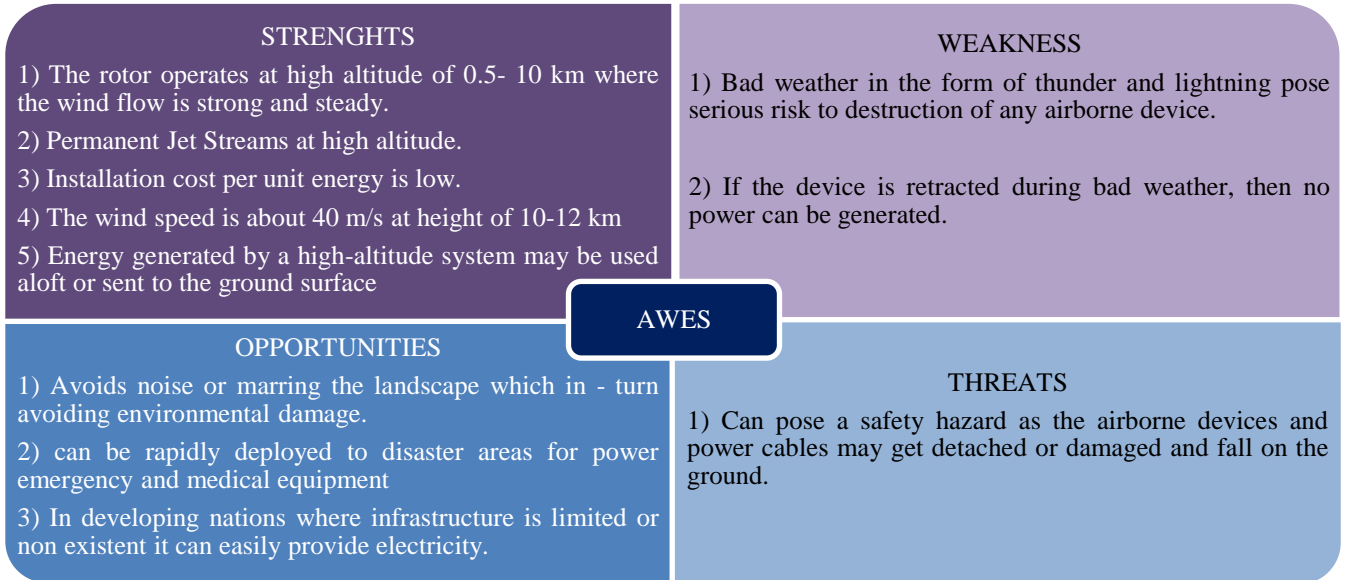 STRENGHTS
1) The rotor operates at high altitude of 0.5- 10 km where
the wind flow is strong and steady.
2) Permanent Jet Streams at high altitude.
3) Installation cost per unit energy is low.
4) The wind speed is about 40 m/s at height of 10-12 km
5) Energy generated by a high-altitude system may be used
aloft or sent to the ground surface
WEAKNESS
1) Bad weather in the form of thunder and lightning pose
serious risk to destruction of any airborne device.
2) If the device is retracted during bad weather, then no
power can be generated.
AWES
OPPORTUNITIES
1) Avoids noise or marring the landscape which in - turn
avoiding environmental damage.
2) can be rapidly deployed to disaster areas for power
emergency and medical equipment
3) In developing nations where infrastructure is limited or
non existent it can easily provide electricity.
THREATS
1) Can pose a safety hazard as the airborne devices and
power cables may get detached or damaged and fall on the
ground.